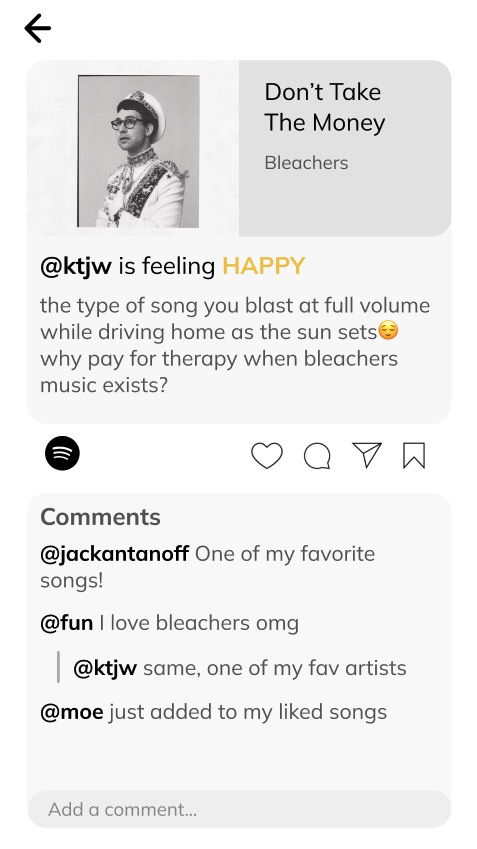 Don’t Take
The Money
Bleachers
@ktjw is feeling HAPPY
the type of song you blast at full volume
while driving home as the sun sets😌
why pay for therapy when bleachers
music exists?
Comments
@jackantanoff One of my favorite
songs!
@fun I love bleachers omg
@ktjw same, one of my fav artists
@moe just added to my liked songs
Add a comment...